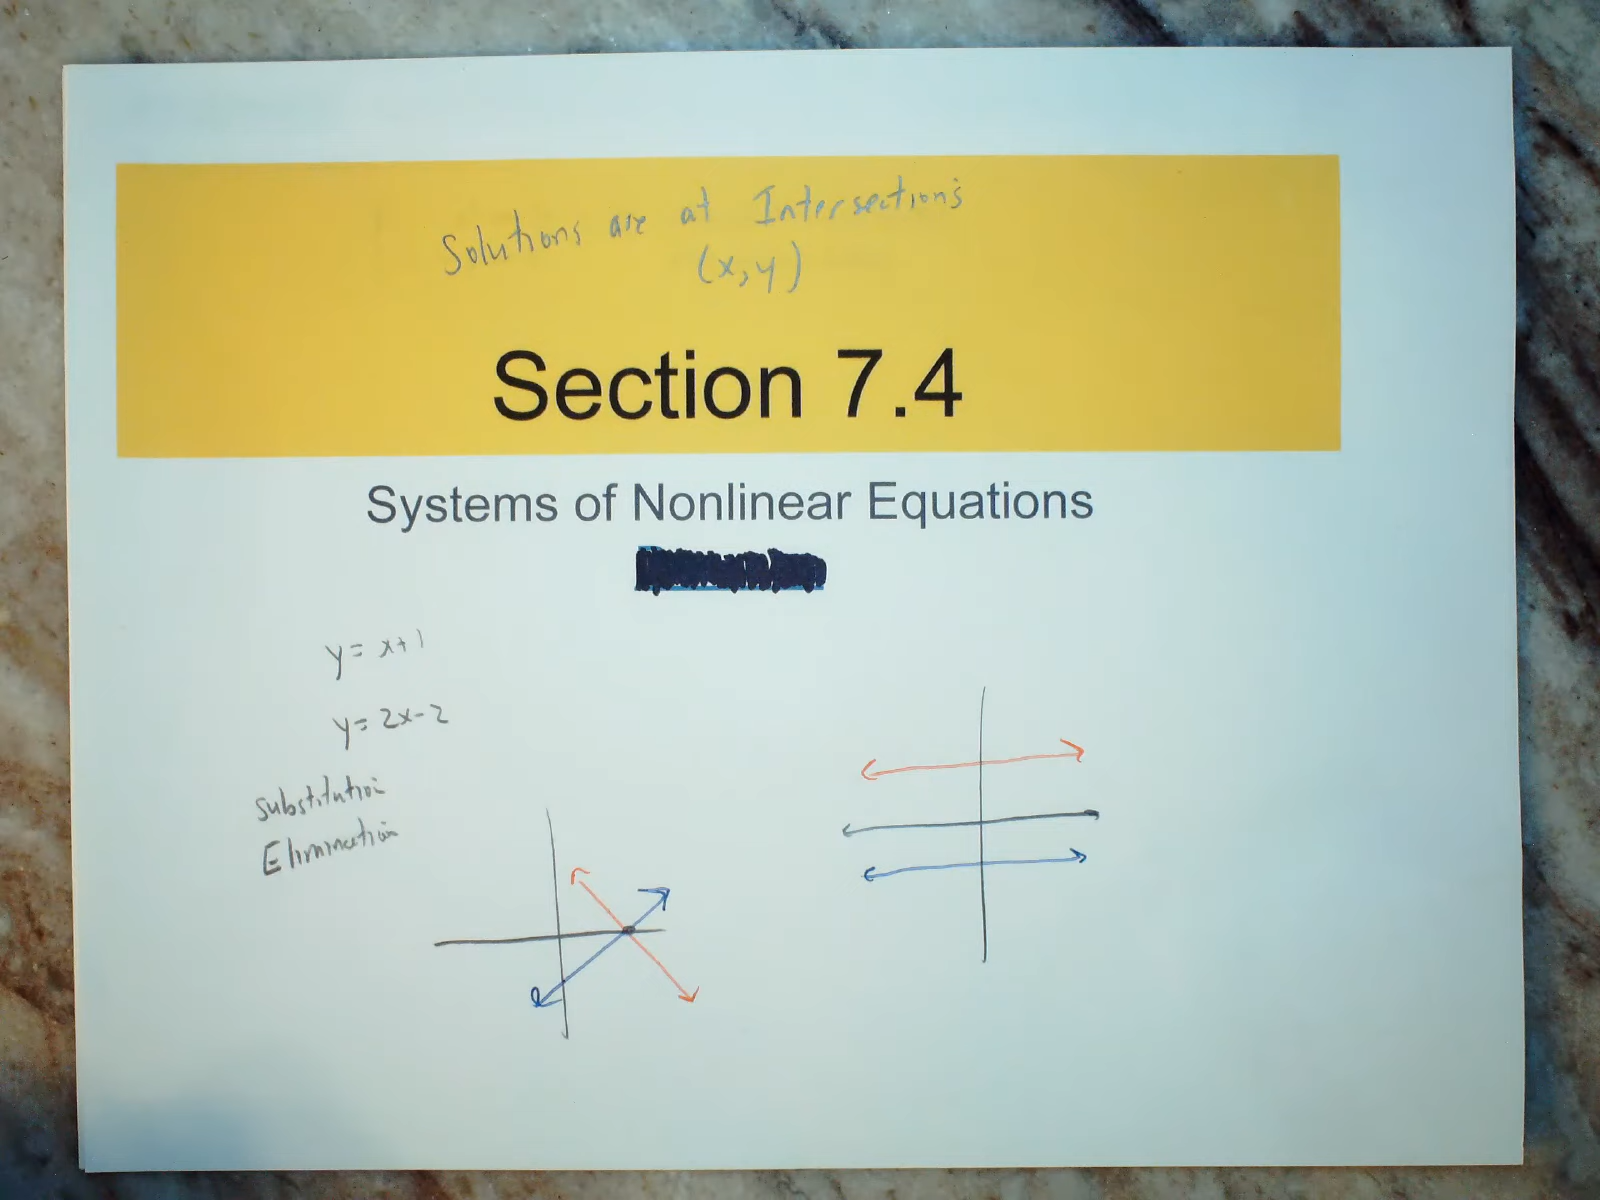 Solutions are at Intersections
(x,y)
Section 7.4
Systems of Nonlinear Equations
y = x+1
y = 2x-2
Substitution
Elimination